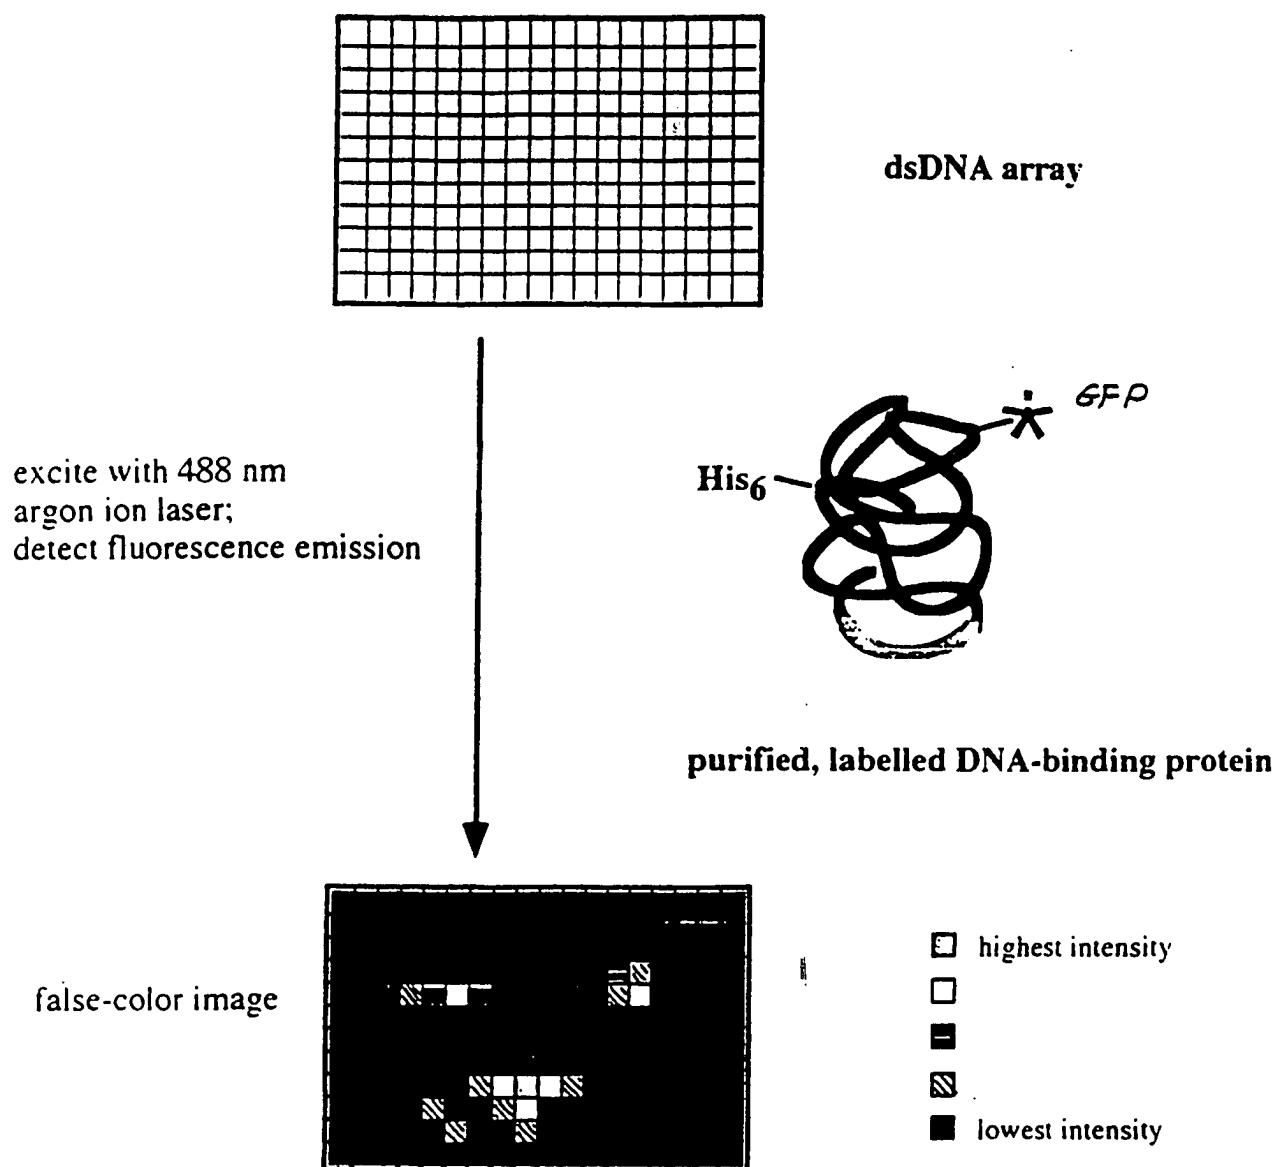 dsDNA array
GFP
His6
excite with 488 nm
argon ion laser;
detect fluorescence emission
purified, labelled DNA-binding protein
false-color image
highest intensity
lowest intensity